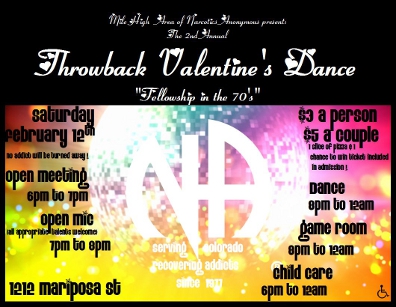 Mile High Area of Narcotics Anonymous presents
The 2nd Annual
Throwback Valentine's Dance
"Fellowship in the 70's"
saturday
february 12th
no addict will be turned away!
open meeting
6pm to 7pm
open mic
(all appropriate talents welcome)
7pm to 8pm
1212 mariposa st
NA
serving colorado
recovering addicts
since 1977
$3 a person
$5 a couple
1 slice of pizza & 1
chance to win ticket included
in admission!
Dance
8pm to 12am
game room
6pm to 12am
child care
6pm to 12am